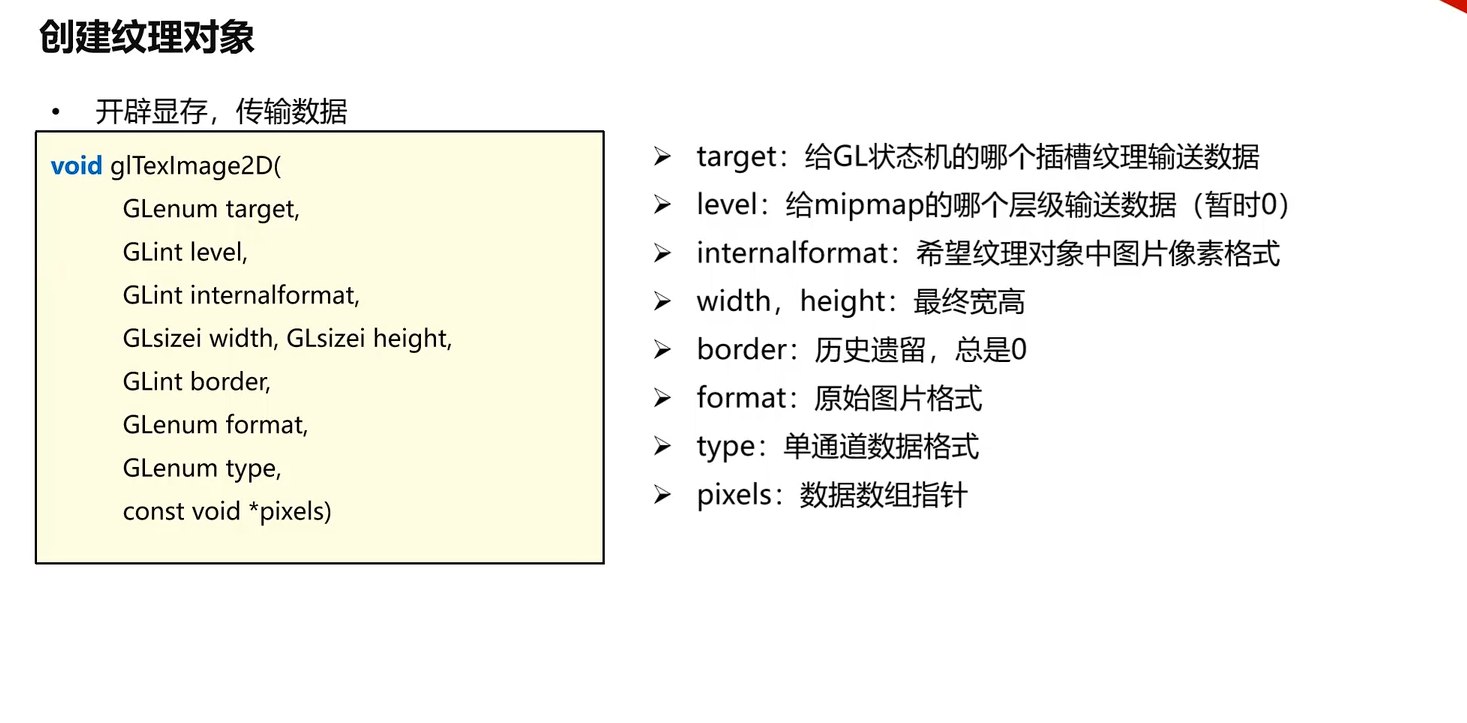 创建纹理对象
• 开辟显存，传输数据
void glTexImage2D(
GLenum target,
GLint level,
GLint internalformat,
GLsizei width, GLsizei height,
GLint border,
GLenum format,
GLenum type,
const void *pixels)
➢ target：给GL状态机的哪个插槽纹理输送数据
➢ level：给mipmap的哪个层级输送数据（暂时0）
➢ internalformat：希望纹理对象中图片像素格式
➢ width，height：最终宽高
➢ border：历史遗留，总是0
➢ format：原始图片格式
➢ type：单通道数据格式
➢ pixels：数据数组指针